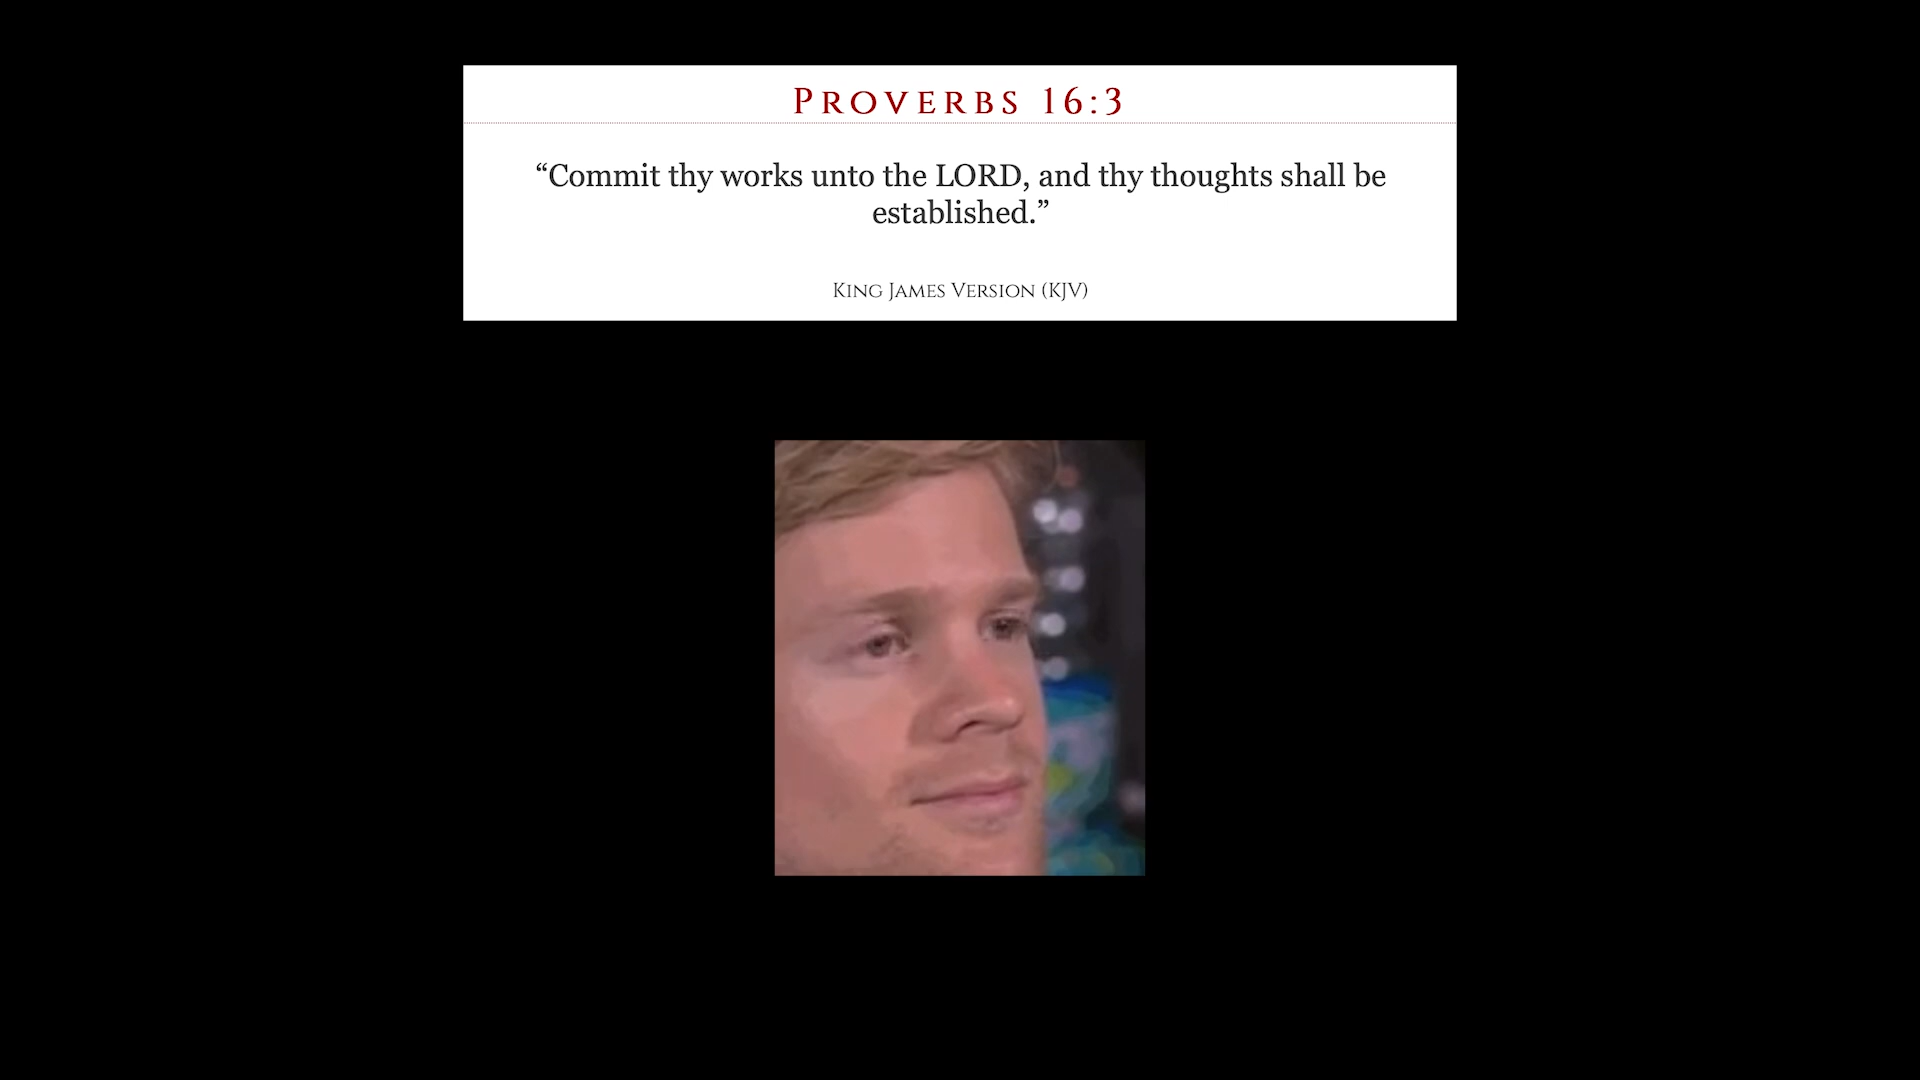 Proverbs 16:3
“Commit thy works unto the LORD, and thy thoughts shall be
established.”
King James Version (KJV)